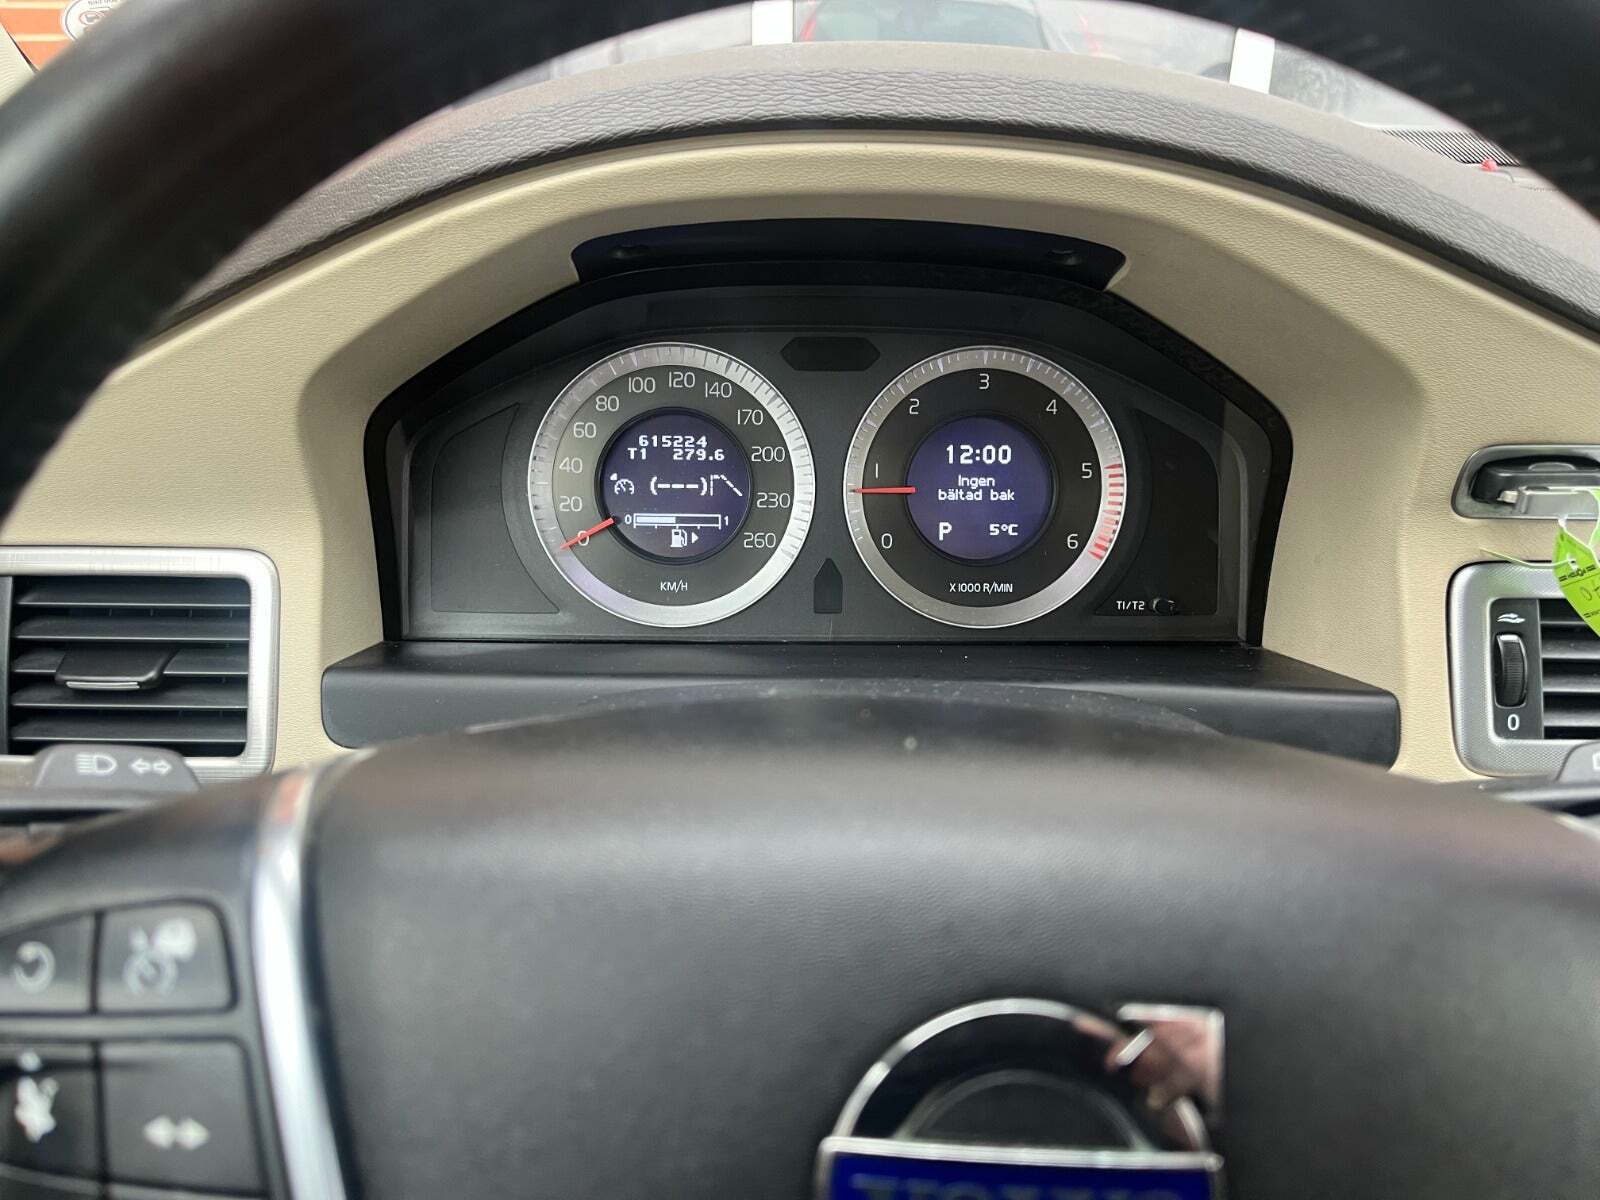 100 120 140
80 170
60 200
40 230
20 260
0
615224
T1 279.6
(---)
0 1
KM/H
3
2 4
1 5
0 6
12:00
Ingen
bältad bak
P 5°C
X 1000 R/MIN
T1/T2
0